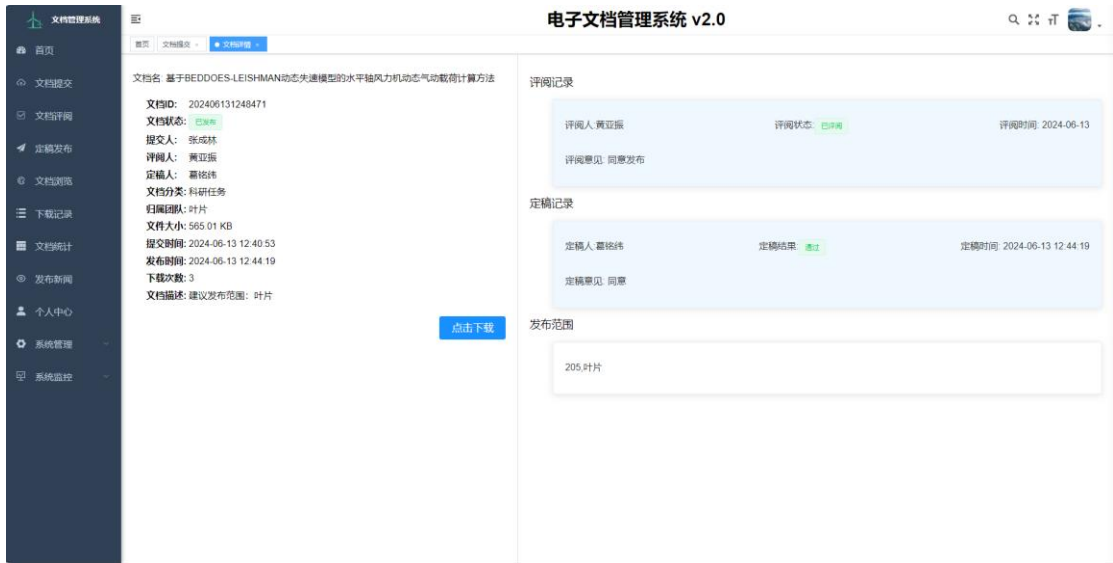 文档管理系统
电子文档管理系统 v2.0
首页
文档提交
文档评阅
定稿发布
文档浏览
下载记录
文档统计
发布新闻
个人中心
系统管理
系统监控
首页 文档提交 × 文档详情 ×
文档名: 基于BEDDOES-LEISHMAN动态失速模型的水平轴风力机动态气动载荷计算方法
文档ID: 202406131248471
文档状态: 已发布
提交人: 张成林
评阅人: 黄亚振
定稿人: 慕铭纬
文档分类: 科研任务
归属团队: 叶片
文件大小: 565.01 KB
提交时间: 2024-06-13 12:40:53
发布时间: 2024-06-13 12:44:19
下载次数: 3
文档描述: 建议发布范围：叶片
点击下载
评阅记录
评阅人:黄亚振 评阅状态: 已评阅 评阅时间: 2024-06-13
评阅意见: 同意发布
定稿记录
定稿人:慕铭纬 定稿结果: 通过 定稿时间: 2024-06-13 12:44:19
定稿意见: 同意
发布范围
205,叶片